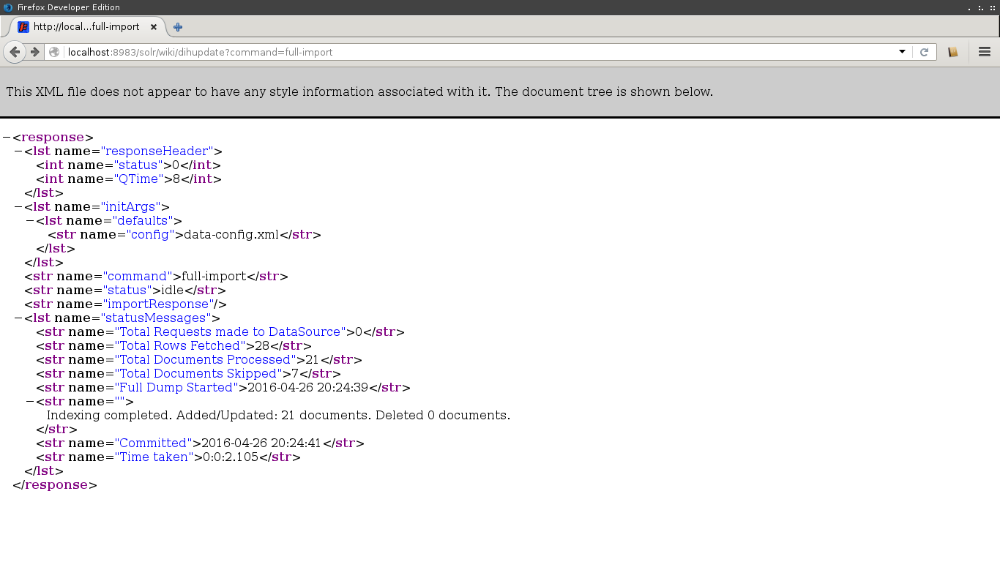 Firefox Developer Edition
http://local...full-import
localhost:8983/solr/wiki/dihupdate?command=full-import
This XML file does not appear to have any style information associated with it. The document tree is shown below.
−<response>
−<lst name="responseHeader">
<int name="status">0</int>
<int name="QTime">8</int>
</lst>
−<lst name="initArgs">
−<lst name="defaults">
<str name="config">data-config.xml</str>
</lst>
</lst>
<str name="command">full-import</str>
<str name="status">idle</str>
<str name="importResponse"/>
−<lst name="statusMessages">
<str name="Total Requests made to DataSource">0</str>
<str name="Total Rows Fetched">28</str>
<str name="Total Documents Processed">21</str>
<str name="Total Documents Skipped">7</str>
<str name="Full Dump Started">2016-04-26 20:24:39</str>
−<str name="">
Indexing completed. Added/Updated: 21 documents. Deleted 0 documents.
</str>
<str name="Committed">2016-04-26 20:24:41</str>
<str name="Time taken">0:0:2.105</str>
</lst>
</response>